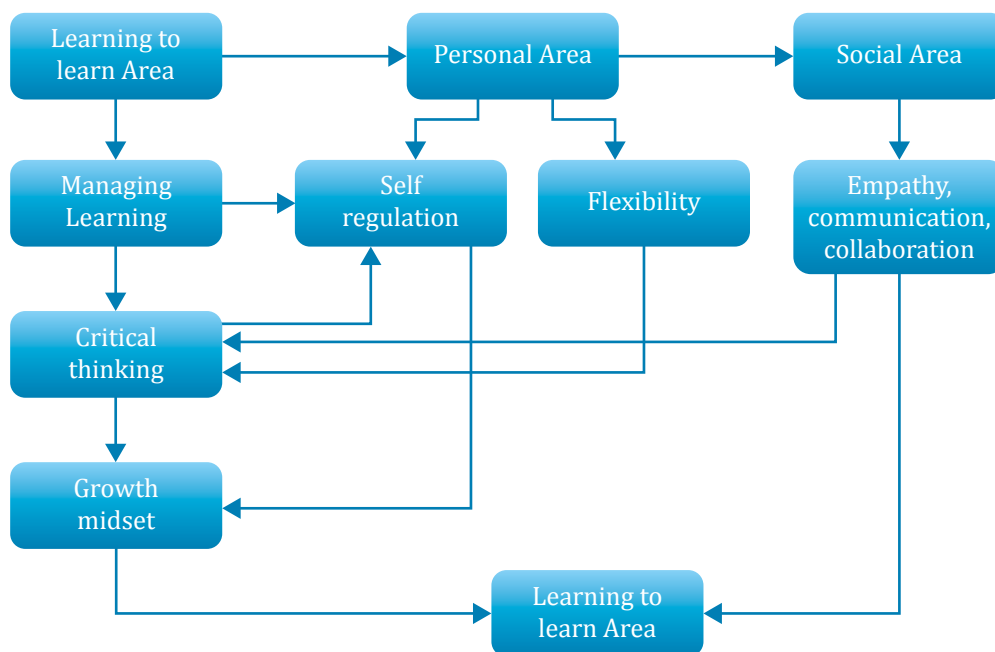 Learning to
learn Area
Personal Area
Social Area
Managing
Learning
Self
regulation
Flexibility
Empathy,
communication,
collaboration
Critical
thinking
Growth
midset
Learning to
learn Area